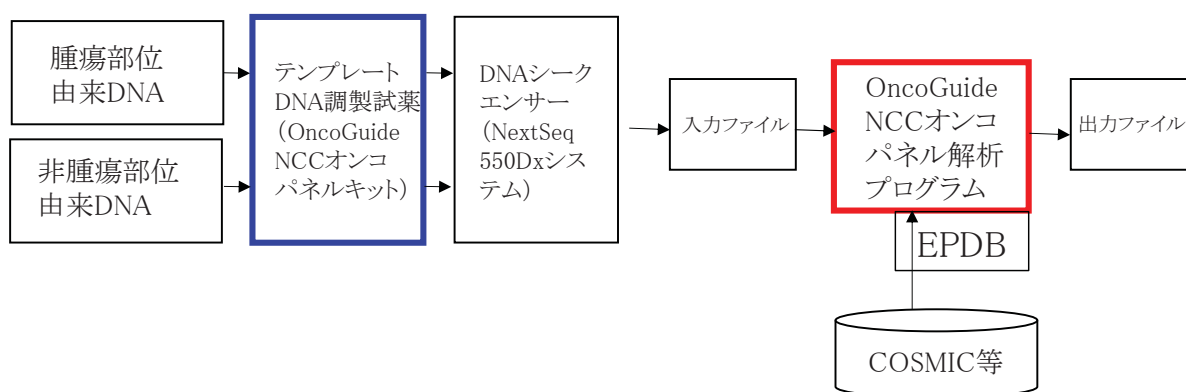 腫瘍部位
由来DNA
非腫瘍部位
由来DNA
テンプレート
DNA調製試薬
(OncoGuide
NCCオンコ
パネルキット)
DNAシーク
エンサー
(NextSeq
550Dxシス
テム)
入力ファイル
OncoGuide
NCCオンコ
パネル解析
プログラム
出力ファイル
EPDB
COSMIC等